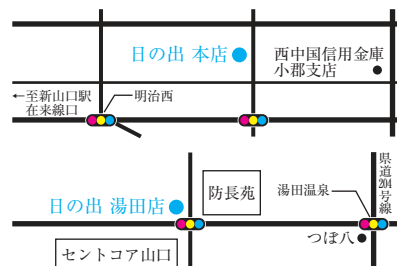 日の出 本店
西中国信用金庫
小郡支店
←至新山口駅
在来線口
明治西
県道204号線
防長苑
湯田温泉
日の出 湯田店
つぼ八
セントコア山口